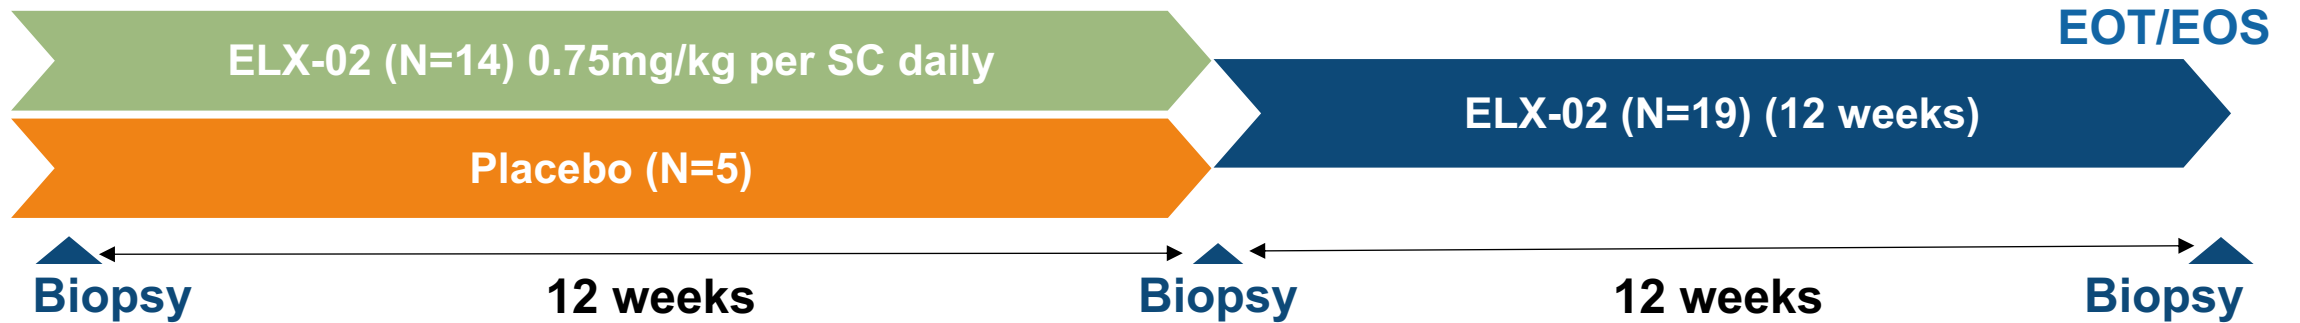 EOT/EOS
ELX-02 (N=14) 0.75mg/kg per SC daily
ELX-02 (N=19) (12 weeks)
Placebo (N=5)
Biopsy
12 weeks
Biopsy
12 weeks
Biopsy